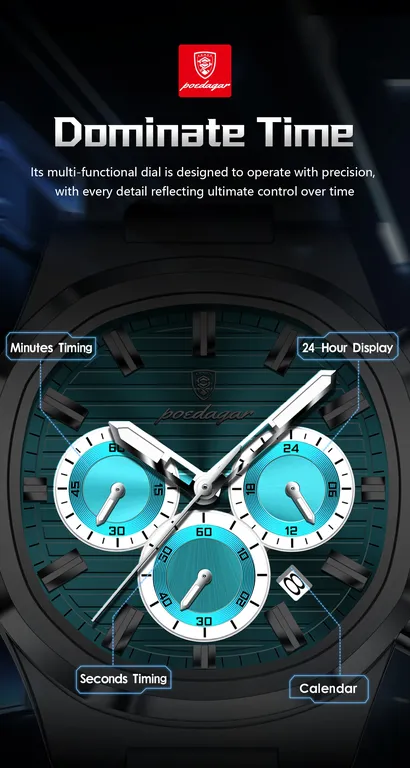 poedagar
Dominate Time
Its multi-functional dial is designed to operate with precision,
with every detail reflecting ultimate control over time
Minutes Timing
24-Hour Display
poedagar
60
45
15
30
24
18
06
12
60
50
10
40
20
30
8
Seconds Timing
Calendar